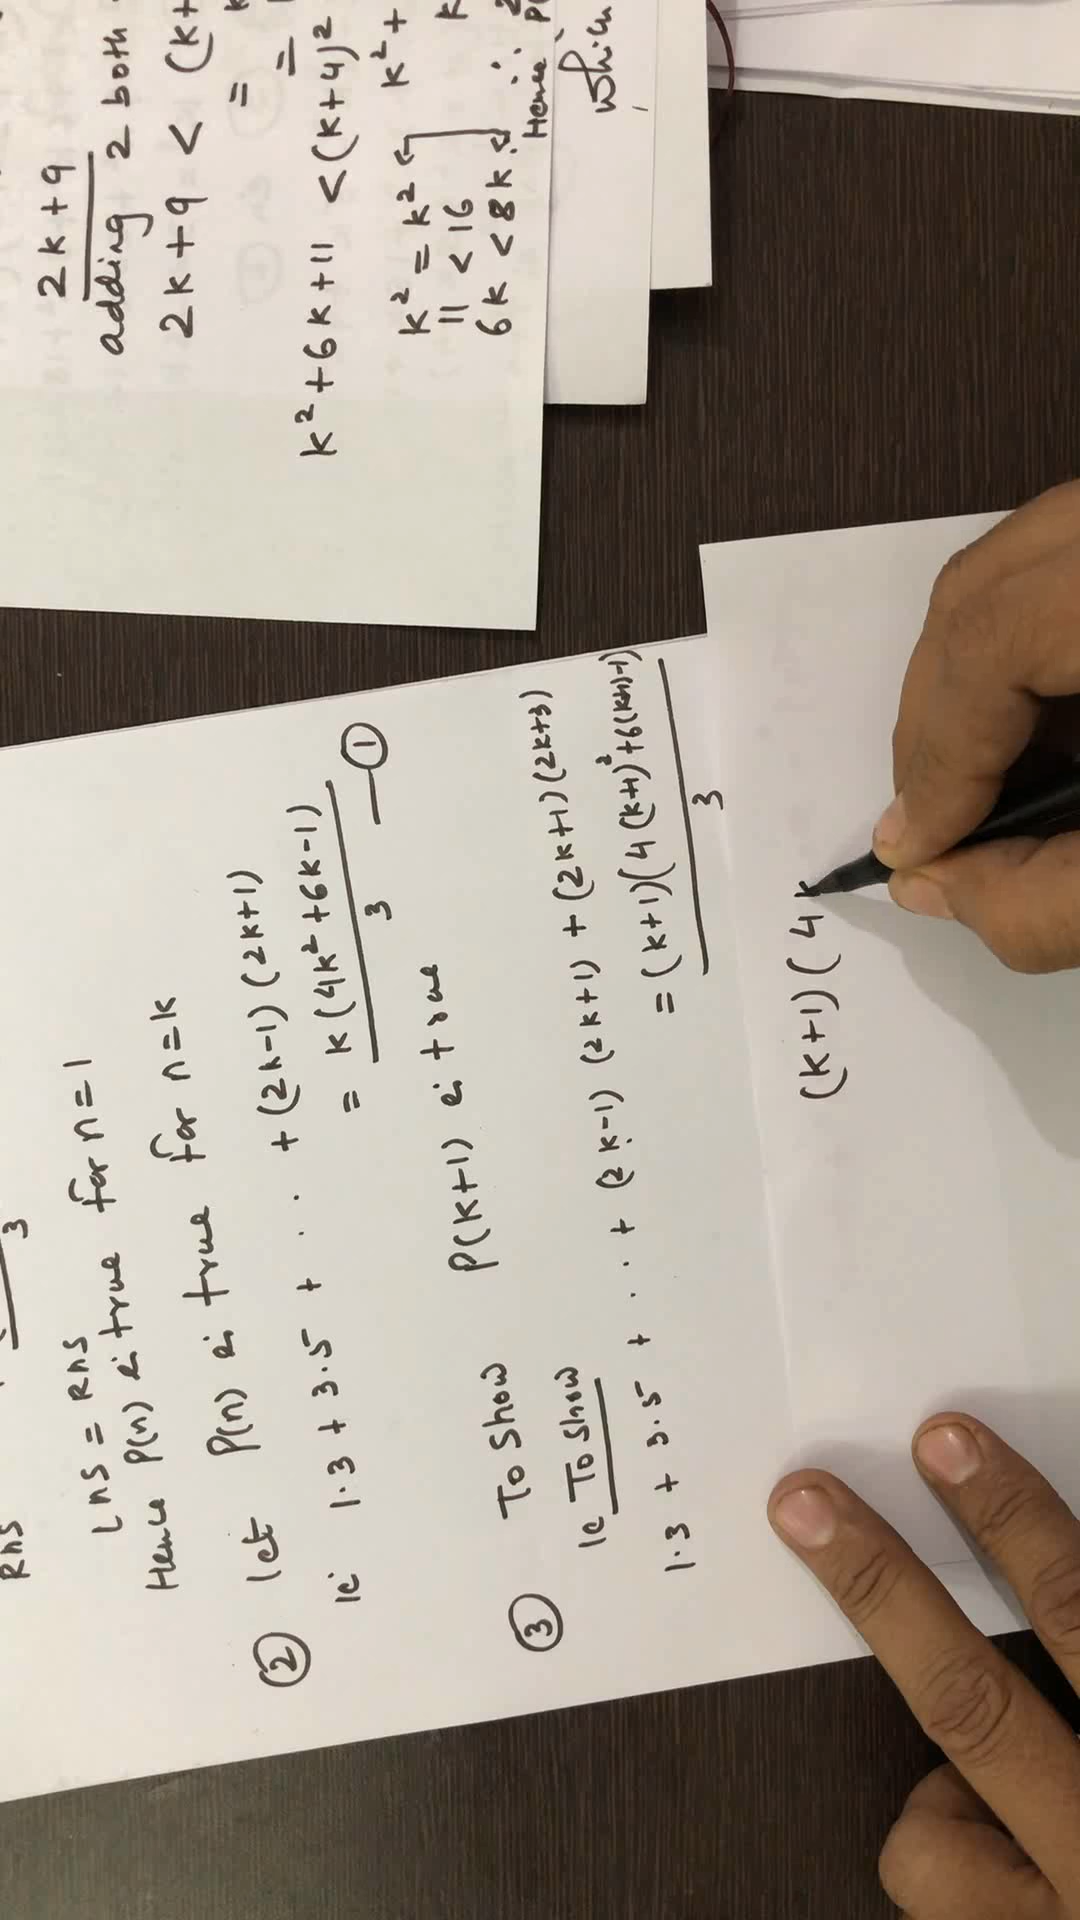 2k+9
adding 2 both
2k+9 < (k+
=
=
k²+6k+11 <(k+4)²
k²=k²
k²+
11 < 16
6k <8k
∴
Hence P(
which
3
RHS
LHS = RHS
Hence P(n) is true for n=1
② let P(n) is true for n=k
ie 1.3 + 3.5 + . . + (2k-1) (2k+1)
= k(4k²+6k-1)
3
— ①
③ To Show P(k+1) is true
ie To Show
1.3 + 3.5 + . . + (2k-1) (2k+1) + (2k+1)(2k+3)
= (k+1)(4(k+1)²+6(k+1)-1)
3
(k+1)(4k